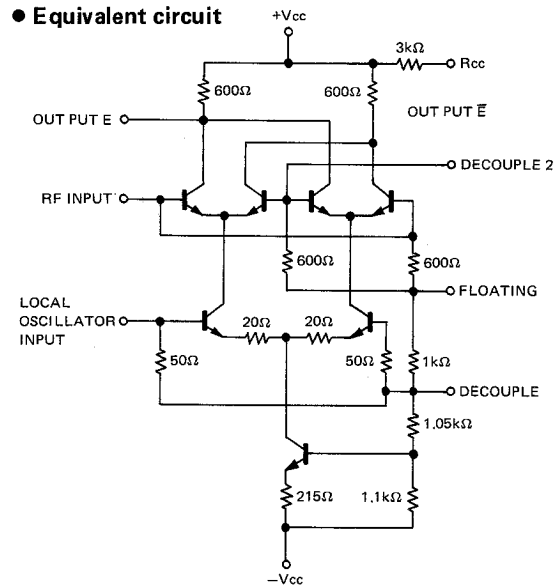 ● Equivalent circuit
+Vcc
3kΩ
Rcc
600Ω
600Ω
OUT PUT E
OUT PUT E̅
DECOUPLE 2
RF INPUT
600Ω
600Ω
FLOATING
LOCAL
OSCILLATOR
INPUT
20Ω
20Ω
50Ω
50Ω
1kΩ
DECOUPLE
1,05kΩ
215Ω
1,1kΩ
−Vcc